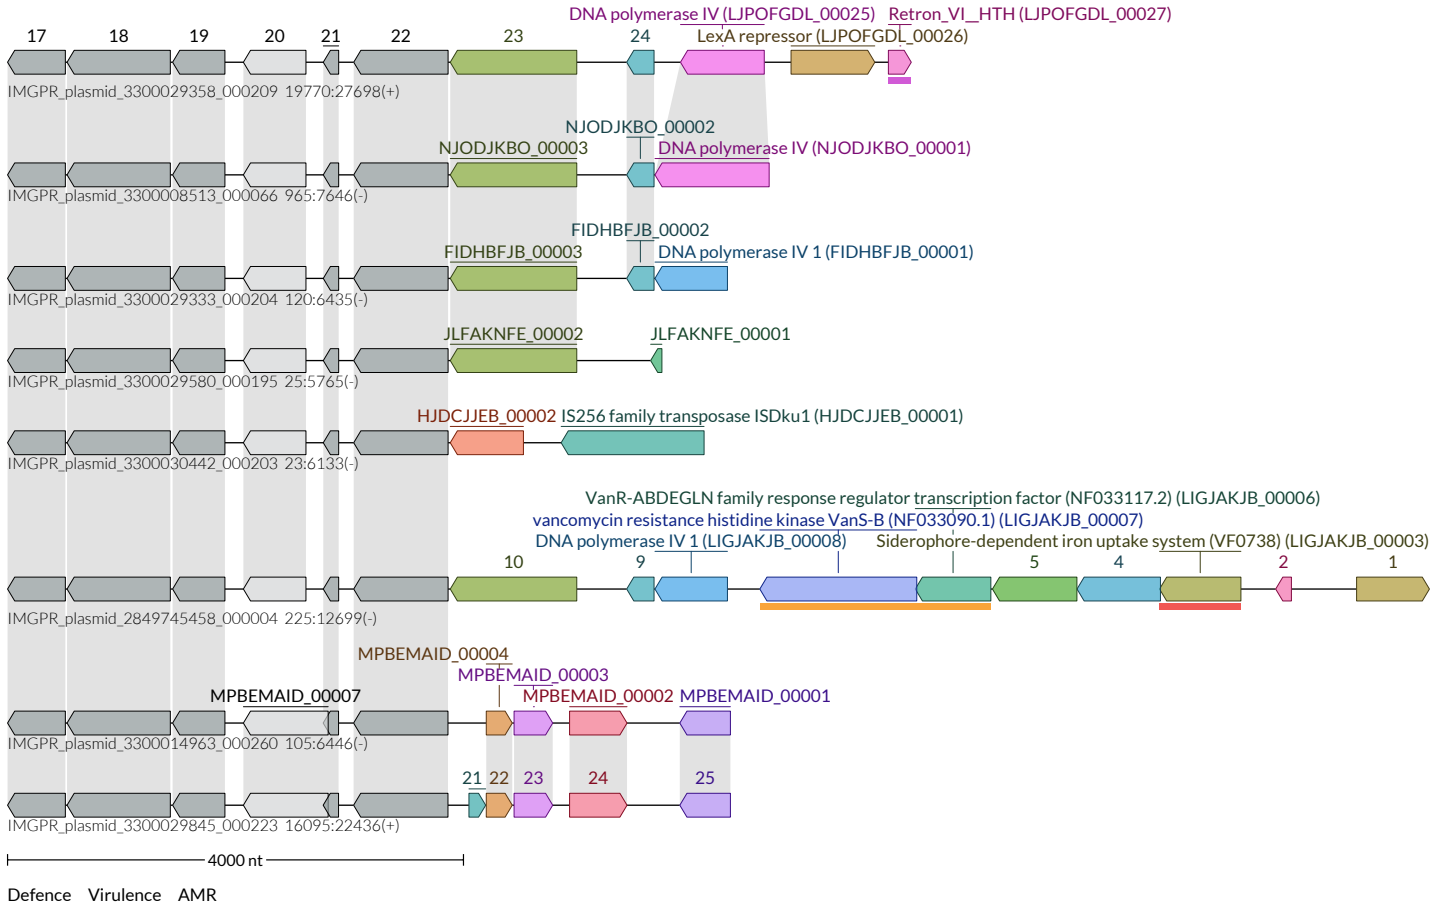 DNA polymerase IV (LJPOFGDL_00025) Retron_VI__HTH (LJPOFGDL_00027)
17 18 19 20 21 22 23 24 LexA repressor (LJPOFGDL_00026)
IMGPR_plasmid_3300029358_000209 19770:27698(+)
NJODJKBO_00002
NJODJKBO_00003 DNA polymerase IV (NJODJKBO_00001)
IMGPR_plasmid_3300008513_000066 965:7646(-)
FIDHBFJB_00002
FIDHBFJB_00003 DNA polymerase IV 1 (FIDHBFJB_00001)
IMGPR_plasmid_3300029333_000204 120:6435(-)
JLFAKNFE_00002 JLFAKNFE_00001
IMGPR_plasmid_3300029580_000195 25:5765(-)
HJDCJJEB_00002 IS256 family transposase ISDku1 (HJDCJJEB_00001)
IMGPR_plasmid_3300030442_000203 23:6133(-)
VanR-ABDEGLN family response regulator transcription factor (NF033117.2) (LIGJAKJB_00006)
vancomycin resistance histidine kinase VanS-B (NF033090.1) (LIGJAKJB_00007)
DNA polymerase IV 1 (LIGJAKJB_00008) Siderophore-dependent iron uptake system (VF0738) (LIGJAKJB_00003)
10 9 5 4 2 1
IMGPR_plasmid_2849745458_000004 225:12699(-)
MPBEMAID_00004
MPBEMAID_00003
MPBEMAID_00007 MPBEMAID_00002 MPBEMAID_00001
IMGPR_plasmid_3300014963_000260 105:6446(-)
21 22 23 24 25
IMGPR_plasmid_3300029845_000223 16095:22436(+)
4000 nt
Defence Virulence AMR